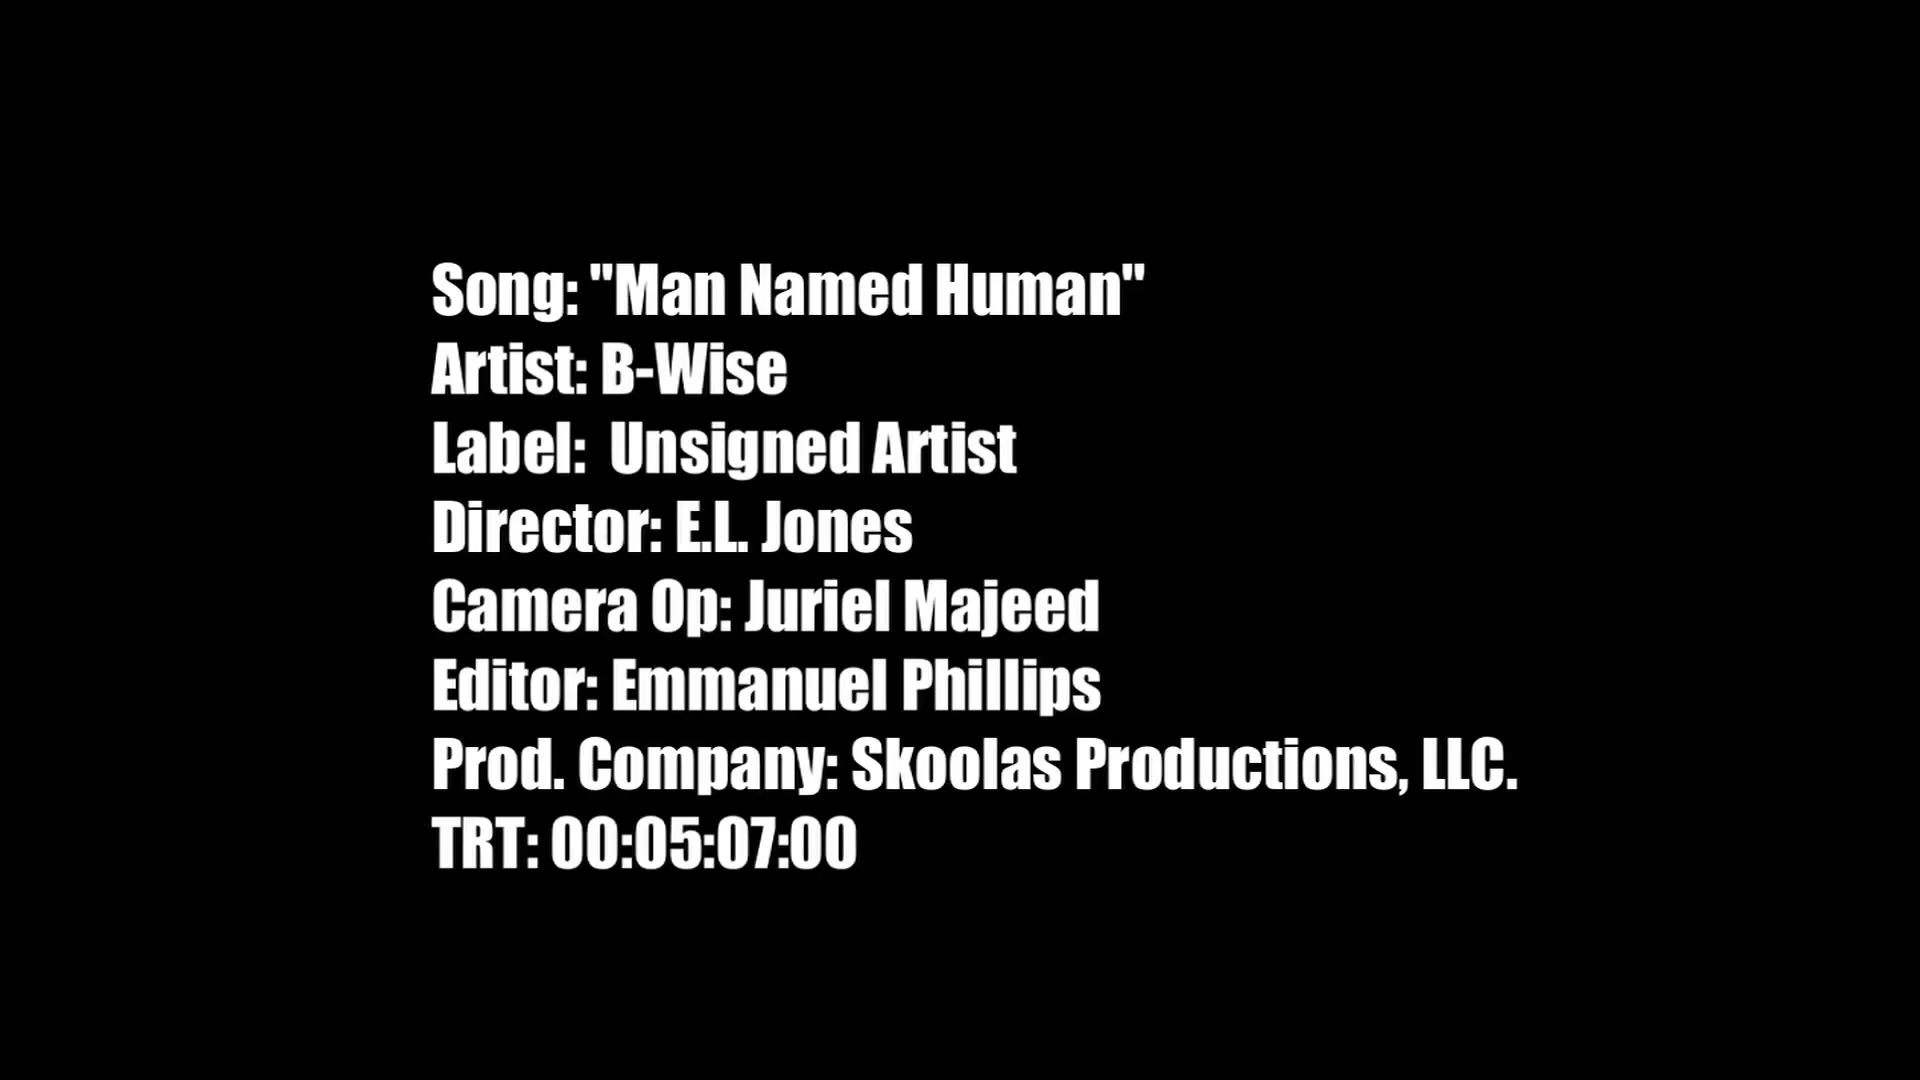 Song: "Man Named Human"
Artist: B-Wise
Label:  Unsigned Artist
Director: E.L. Jones
Camera Op: Juriel Majeed
Editor: Emmanuel Phillips
Prod. Company: Skoolas Productions, LLC.
TRT: 00:05:07:00